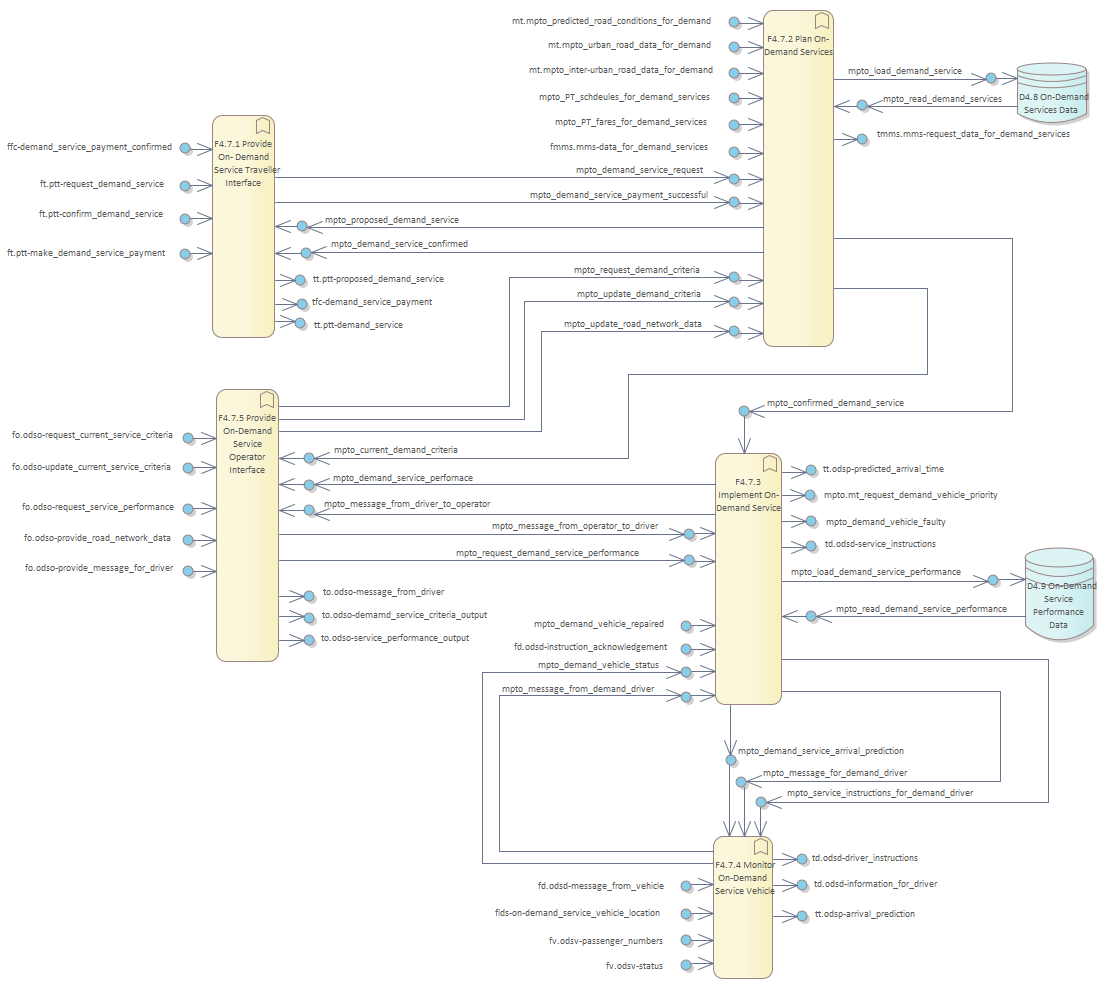 mt.mpto_predicted_road_conditions_for_demand
mt.mpto_urban_road_data_for_demand
mt.mpto_inter-urban_road_data_for_demand
mpto_PT_schdeules_for_demand_services
mpto_PT_fares_for_demand_services
fmms.mms-data_for_demand_services
mpto_demand_service_request
mpto_demand_service_payment_successful
mpto_proposed_demand_service
mpto_demand_service_confirmed
mpto_request_demand_criteria
mpto_update_demand_criteria
mpto_update_road_network_data
F4.7.2 Plan On-
Demand Services
mpto_load_demand_service
mpto_read_demand_services
D4.8 On-Demand
Services Data
tmms.mms-request_data_for_demand_services
ffc-demand_service_payment_confirmed
ft.ptt-request_demand_service
ft.ptt-confirm_demand_service
ft.ptt-make_demand_service_payment
F4.7.1 Provide
On- Demand
Service Traveller
Interface
tt.ptt-proposed_demand_service
tfc-demand_service_payment
tt.ptt-demand_service
fo.odso-request_current_service_criteria
fo.odso-update_current_service_criteria
fo.odso-request_service_performance
fo.odso-provide_road_network_data
fo.odso-provide_message_for_driver
F4.7.5 Provide
On-Demand
Service
Operator
Interface
mpto_current_demand_criteria
mpto_demand_service_perfornace
mpto_message_from_driver_to_operator
mpto_message_from_operator_to_driver
mpto_request_demand_service_performance
to.odso-message_from_driver
to.odso-demamd_service_criteria_output
to.odso-service_performance_output
mpto_confirmed_demand_service
F4.7.3
Implement On-
Demand Service
tt.odsp-predicted_arrival_time
mpto.mt_request_demand_vehicle_priority
mpto_demand_vehicle_faulty
td.odsd-service_instructions
mpto_load_demand_service_performance
mpto_read_demand_service_performance
D4.9 On-Demand
Service
Performance
Data
mpto_demand_vehicle_repaired
fd.odsd-instruction_acknowledgement
mpto_demand_vehicle_status
mpto_message_from_demand_driver
mpto_demand_service_arrival_prediction
mpto_message_for_demand_driver
mpto_service_instructions_for_demand_driver
F4.7.4 Monitor
On-Demand
Service Vehicle
fd.odsd-message_from_vehicle
flds-on-demand_service_vehicle_location
fv.odsv-passenger_numbers
fv.odsv-status
td.odsd-driver_instructions
td.odsd-information_for_driver
tt.odsp-arrival_prediction